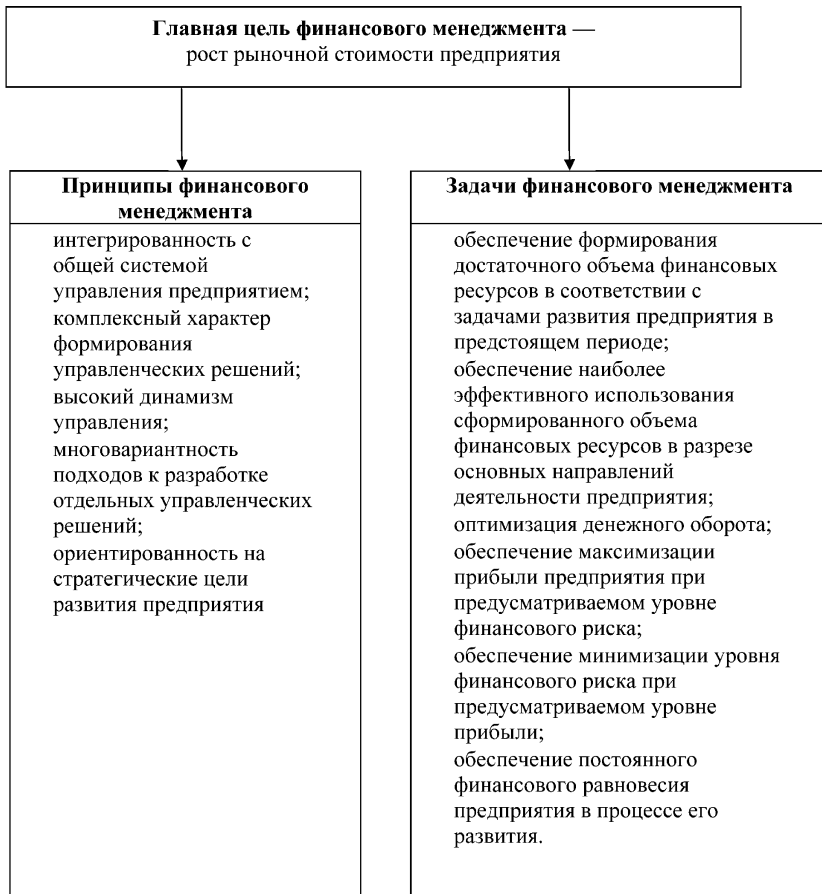 Главная цель финансового менеджмента —
рост рыночной стоимости предприятия
Принципы финансового
менеджмента
интегрированность с
общей системой
управления предприятием;
комплексный характер
формирования
управленческих решений;
высокий динамизм
управления;
многовариантность
подходов к разработке
отдельных управленческих
решений;
ориентированность на
стратегические цели
развития предприятия
Задачи финансового менеджмента
обеспечение формирования
достаточного объема финансовых
ресурсов в соответствии с
задачами развития предприятия в
предстоящем периоде;
обеспечение наиболее
эффективного использования
сформированного объема
финансовых ресурсов в разрезе
основных направлений
деятельности предприятия;
оптимизация денежного оборота;
обеспечение максимизации
прибыли предприятия при
предусматриваемом уровне
финансового риска;
обеспечение минимизации уровня
финансового риска при
предусматриваемом уровне
прибыли;
обеспечение постоянного
финансового равновесия
предприятия в процессе его
развития.